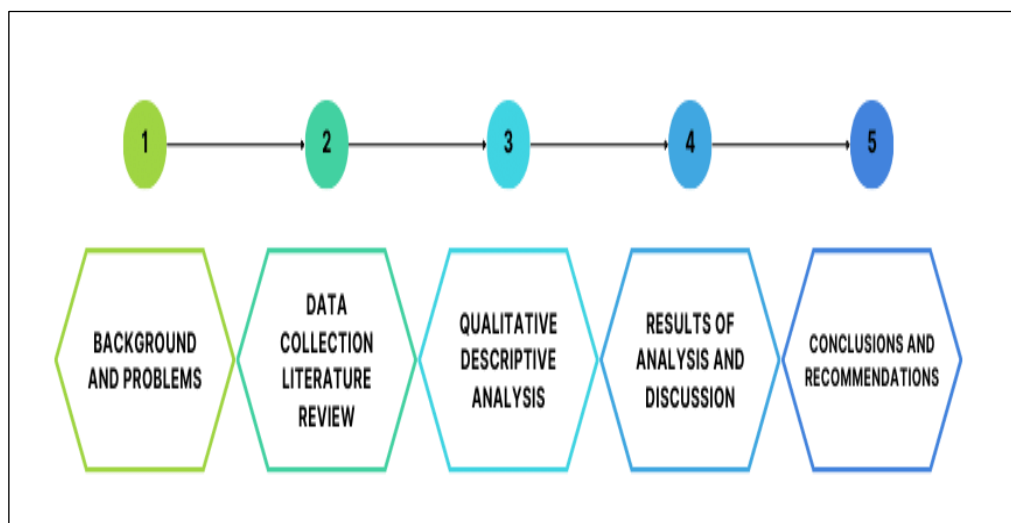 1
2
3
4
5
BACKGROUND
AND PROBLEMS
DATA
COLLECTION
LITERATURE
REVIEW
QUALITATIVE
DESCRIPTIVE
ANALYSIS
RESULTS OF
ANALYSIS AND
DISCUSSION
CONCLUSIONS AND
RECOMMENDATIONS